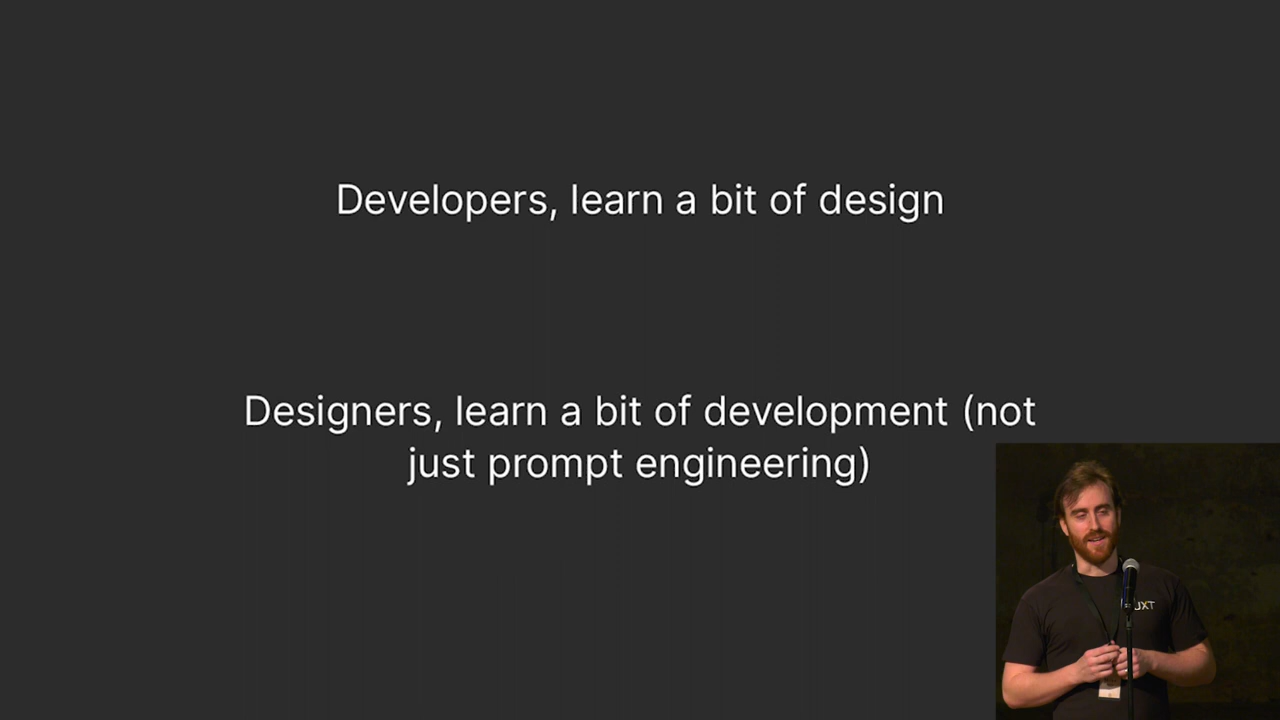 Developers, learn a bit of design
Designers, learn a bit of development (not
just prompt engineering)